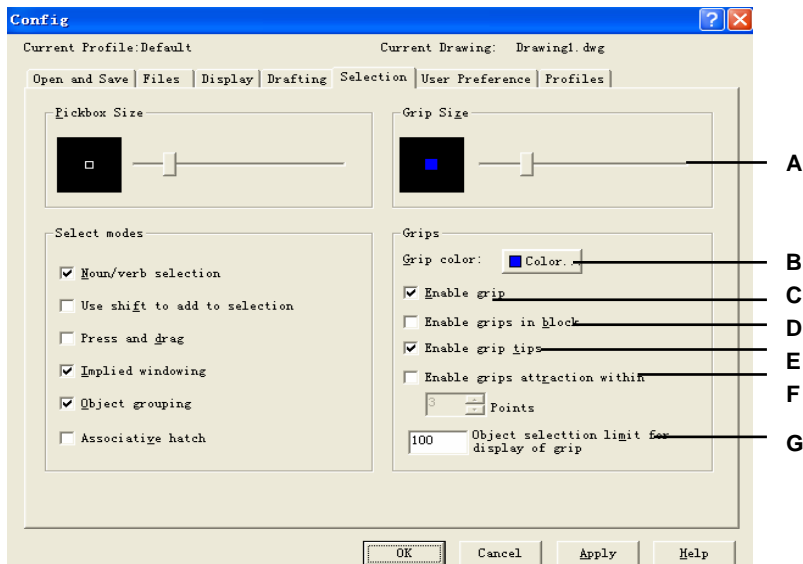 Config
Current Profile:Default
Current Drawing: Drawing1.dwg
Open and Save Files Display Drafting Selection User Preference Profiles
Pickbox Size
Grip Size
A
Select modes
Noun/verb selection
Use shift to add to selection
Press and drag
Implied windowing
Object grouping
Associative hatch
Grips
Grip color: Color...
B
Enable grip
C
Enable grips in block
D
Enable grip tips
E
Enable grips attraction within
F
3 Points
100 Object selecttion limit for
display of grip
G
OK Cancel Apply Help